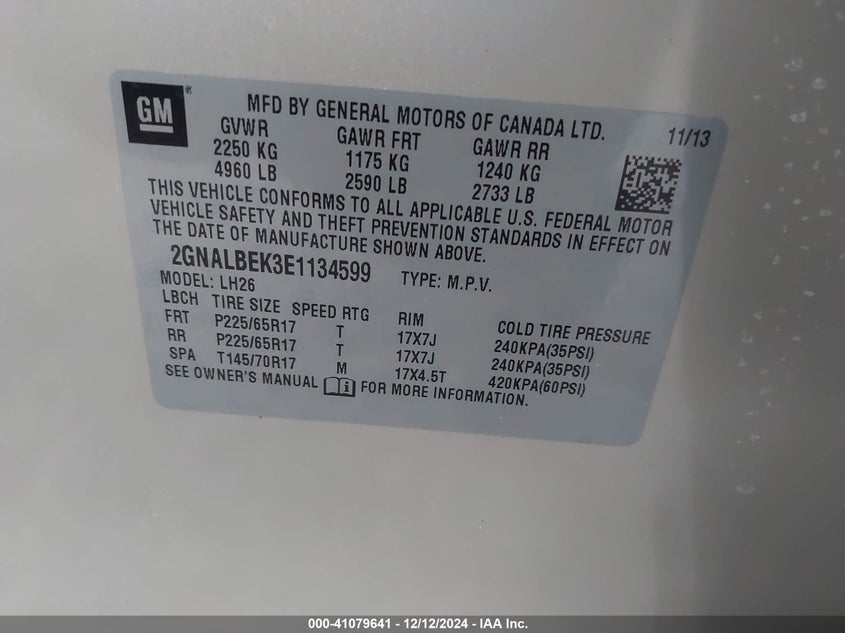 GM ®
MFD BY GENERAL MOTORS OF CANADA LTD. 11/13
GVWR GAWR FRT GAWR RR
2250 KG 1175 KG 1240 KG
4960 LB 2590 LB 2733 LB
THIS VEHICLE CONFORMS TO ALL APPLICABLE U.S. FEDERAL MOTOR
VEHICLE SAFETY AND THEFT PREVENTION STANDARDS IN EFFECT ON
THE DATE OF MANUFACTURE SHOWN ABOVE.
2GNALBEK3E1134599 TYPE: M.P.V.
MODEL: LH26
LBCH TIRE SIZE SPEED RTG RIM COLD TIRE PRESSURE
FRT P225/65R17 T 17X7J 240KPA(35PSI)
RR P225/65R17 T 17X7J 240KPA(35PSI)
SPA T145/70R17 M 17X4.5T 420KPA(60PSI)
SEE OWNER'S MANUAL FOR MORE INFORMATION.
000-41079641 - 12/12/2024 - IAA Inc.